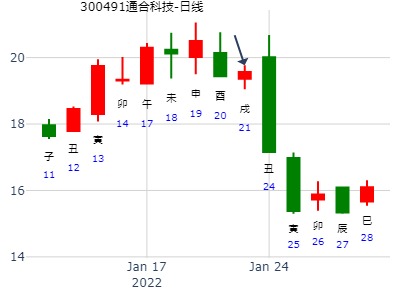 300491通合科技-日线
20
18
16
14
子
11
丑
12
寅
13
卯
14
午
17
未
18
申
19
酉
20
戌
21
丑
24
寅
25
卯
26
辰
27
巳
28
Jan 17
2022
Jan 24